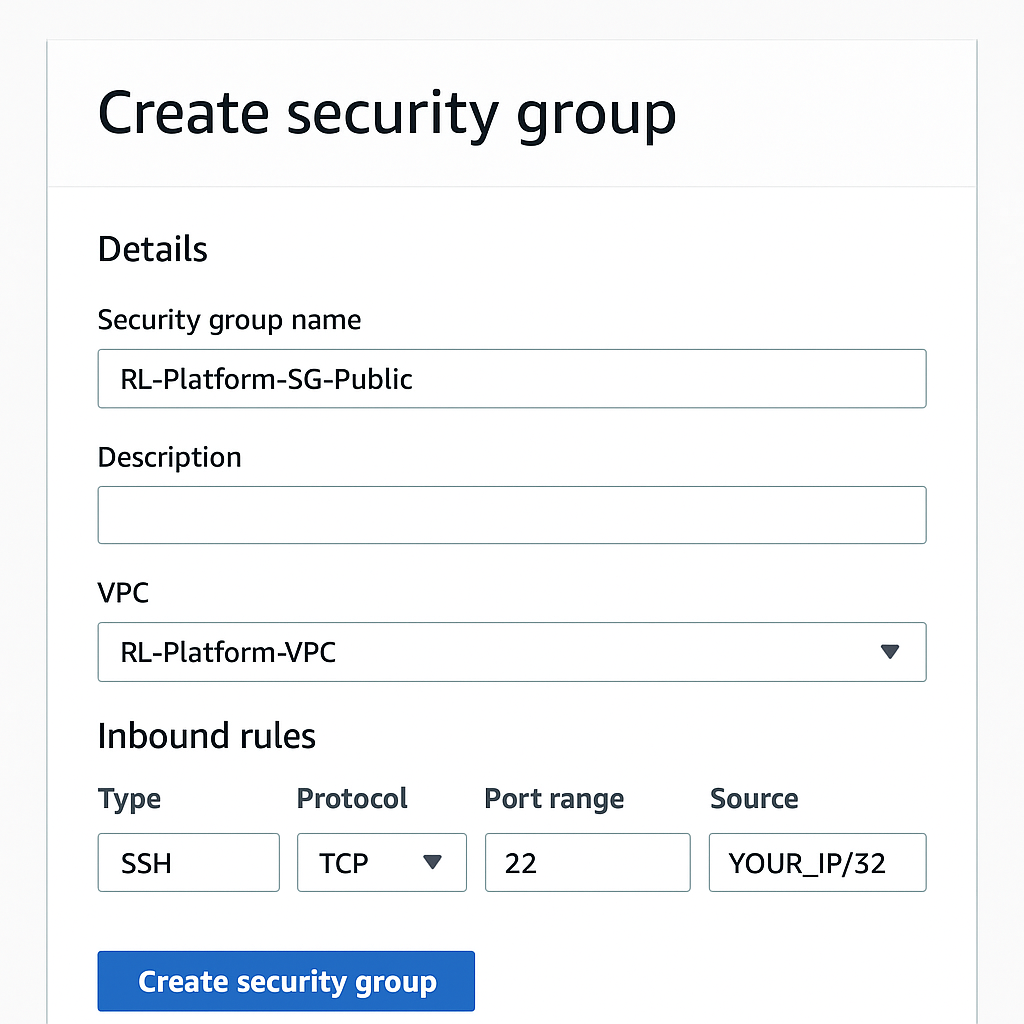 Create security group
Details
Security group name
RL-Platform-SG-Public
Description
VPC
RL-Platform-VPC
Inbound rules
Type Protocol Port range Source
SSH TCP 22 YOUR_IP/32
Create security group